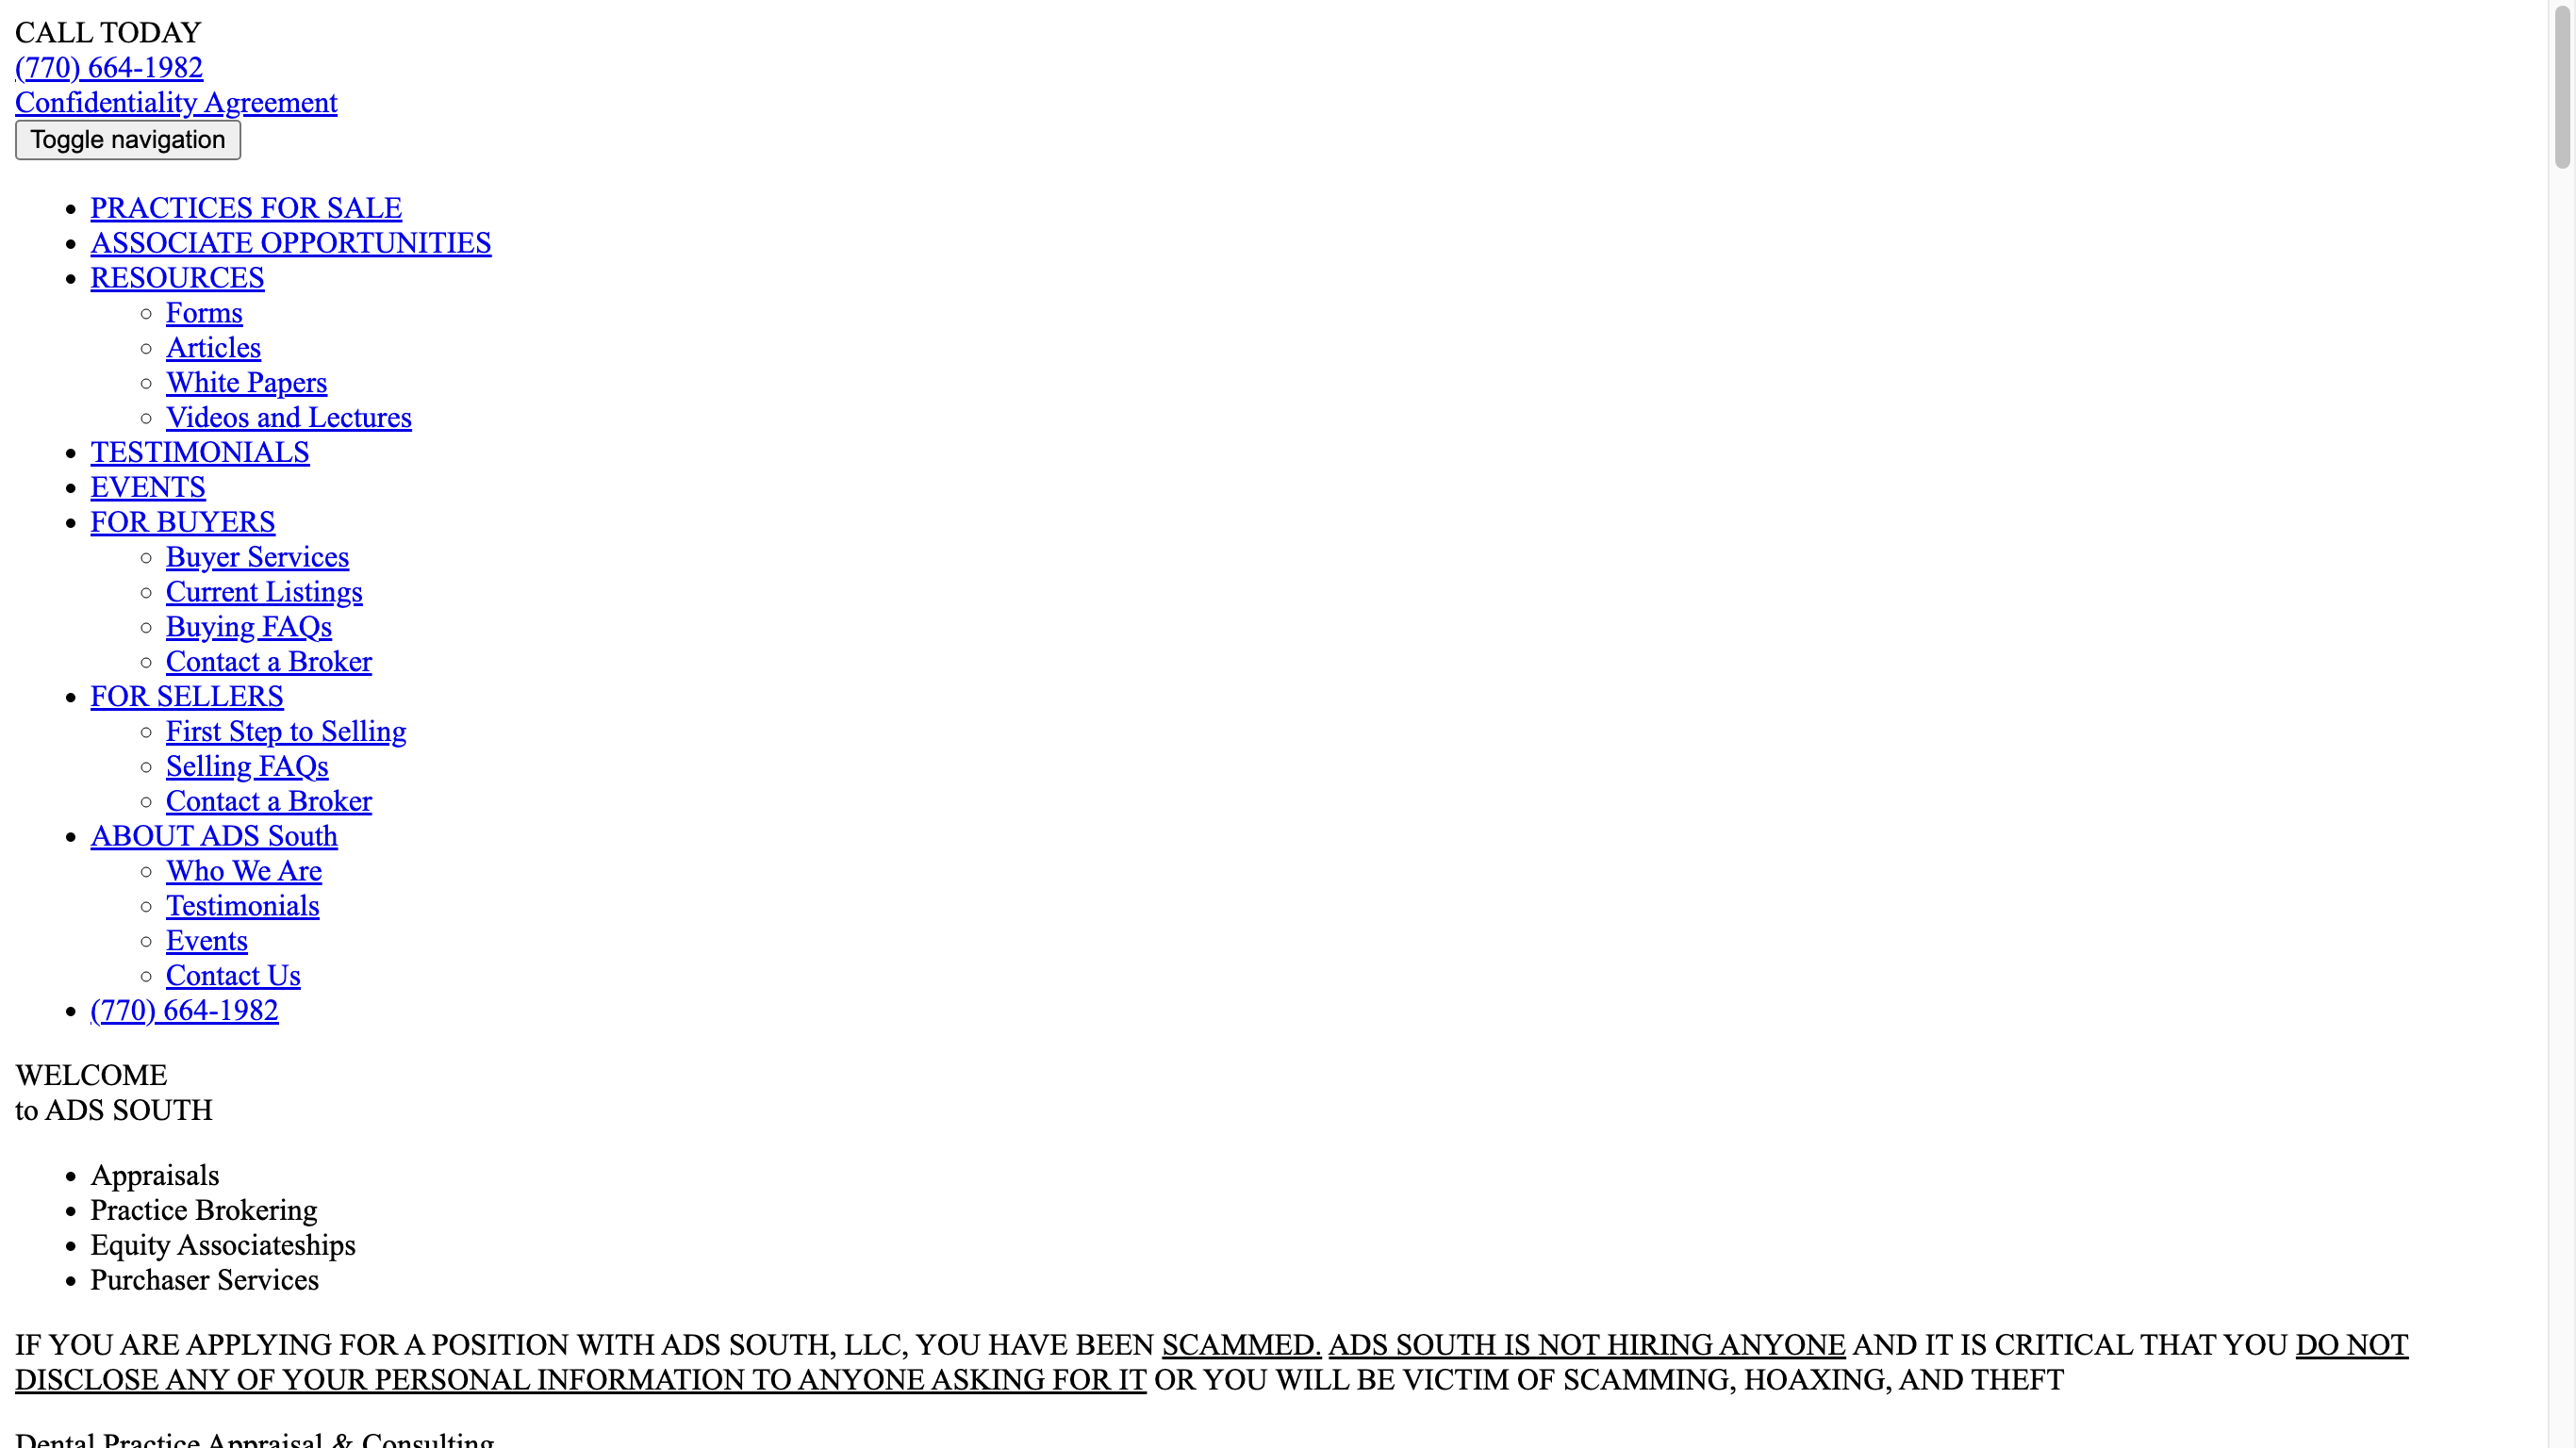 CALL TODAY
(770) 664-1982
Confidentiality Agreement
Toggle navigation
PRACTICES FOR SALE
ASSOCIATE OPPORTUNITIES
RESOURCES
Forms
Articles
White Papers
Videos and Lectures
TESTIMONIALS
EVENTS
FOR BUYERS
Buyer Services
Current Listings
Buying FAQs
Contact a Broker
FOR SELLERS
First Step to Selling
Selling FAQs
Contact a Broker
ABOUT ADS South
Who We Are
Testimonials
Events
Contact Us
(770) 664-1982
WELCOME
to ADS SOUTH
Appraisals
Practice Brokering
Equity Associateships
Purchaser Services
IF YOU ARE APPLYING FOR A POSITION WITH ADS SOUTH, LLC, YOU HAVE BEEN SCAMMED. ADS SOUTH IS NOT HIRING ANYONE AND IT IS CRITICAL THAT YOU DO NOT
DISCLOSE ANY OF YOUR PERSONAL INFORMATION TO ANYONE ASKING FOR IT OR YOU WILL BE VICTIM OF SCAMMING, HOAXING, AND THEFT
Dental Practice Appraisal & Consulting